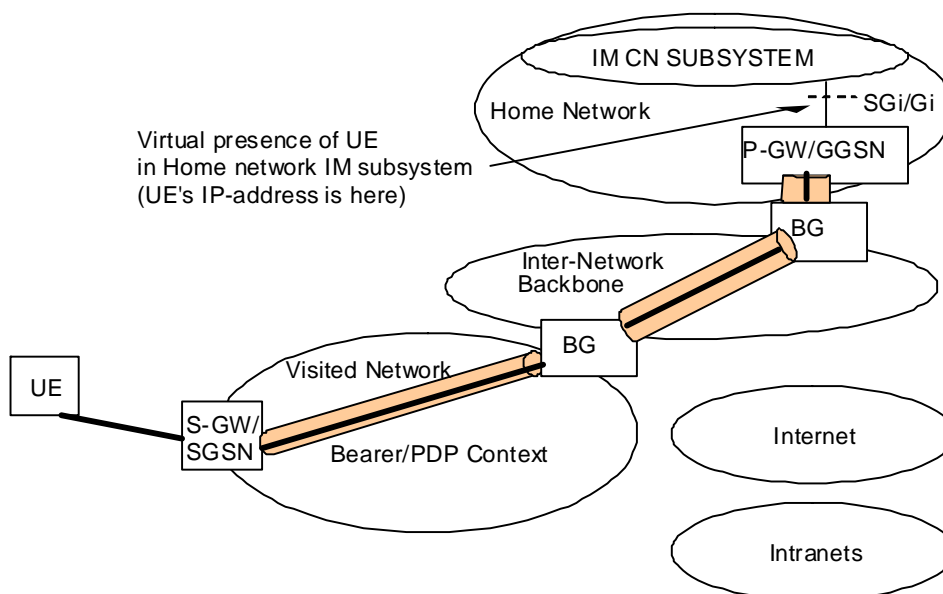 IM CN SUBSYSTEM
Home Network
SGi/Gi
Virtual presence of UE
in Home network IM subsystem
(UE's IP-address is here)
P-GW/GGSN
BG
Inter-Network
Backbone
BG
Visited Network
UE
S-GW/
SGSN
Bearer/PDP Context
Internet
Intranets